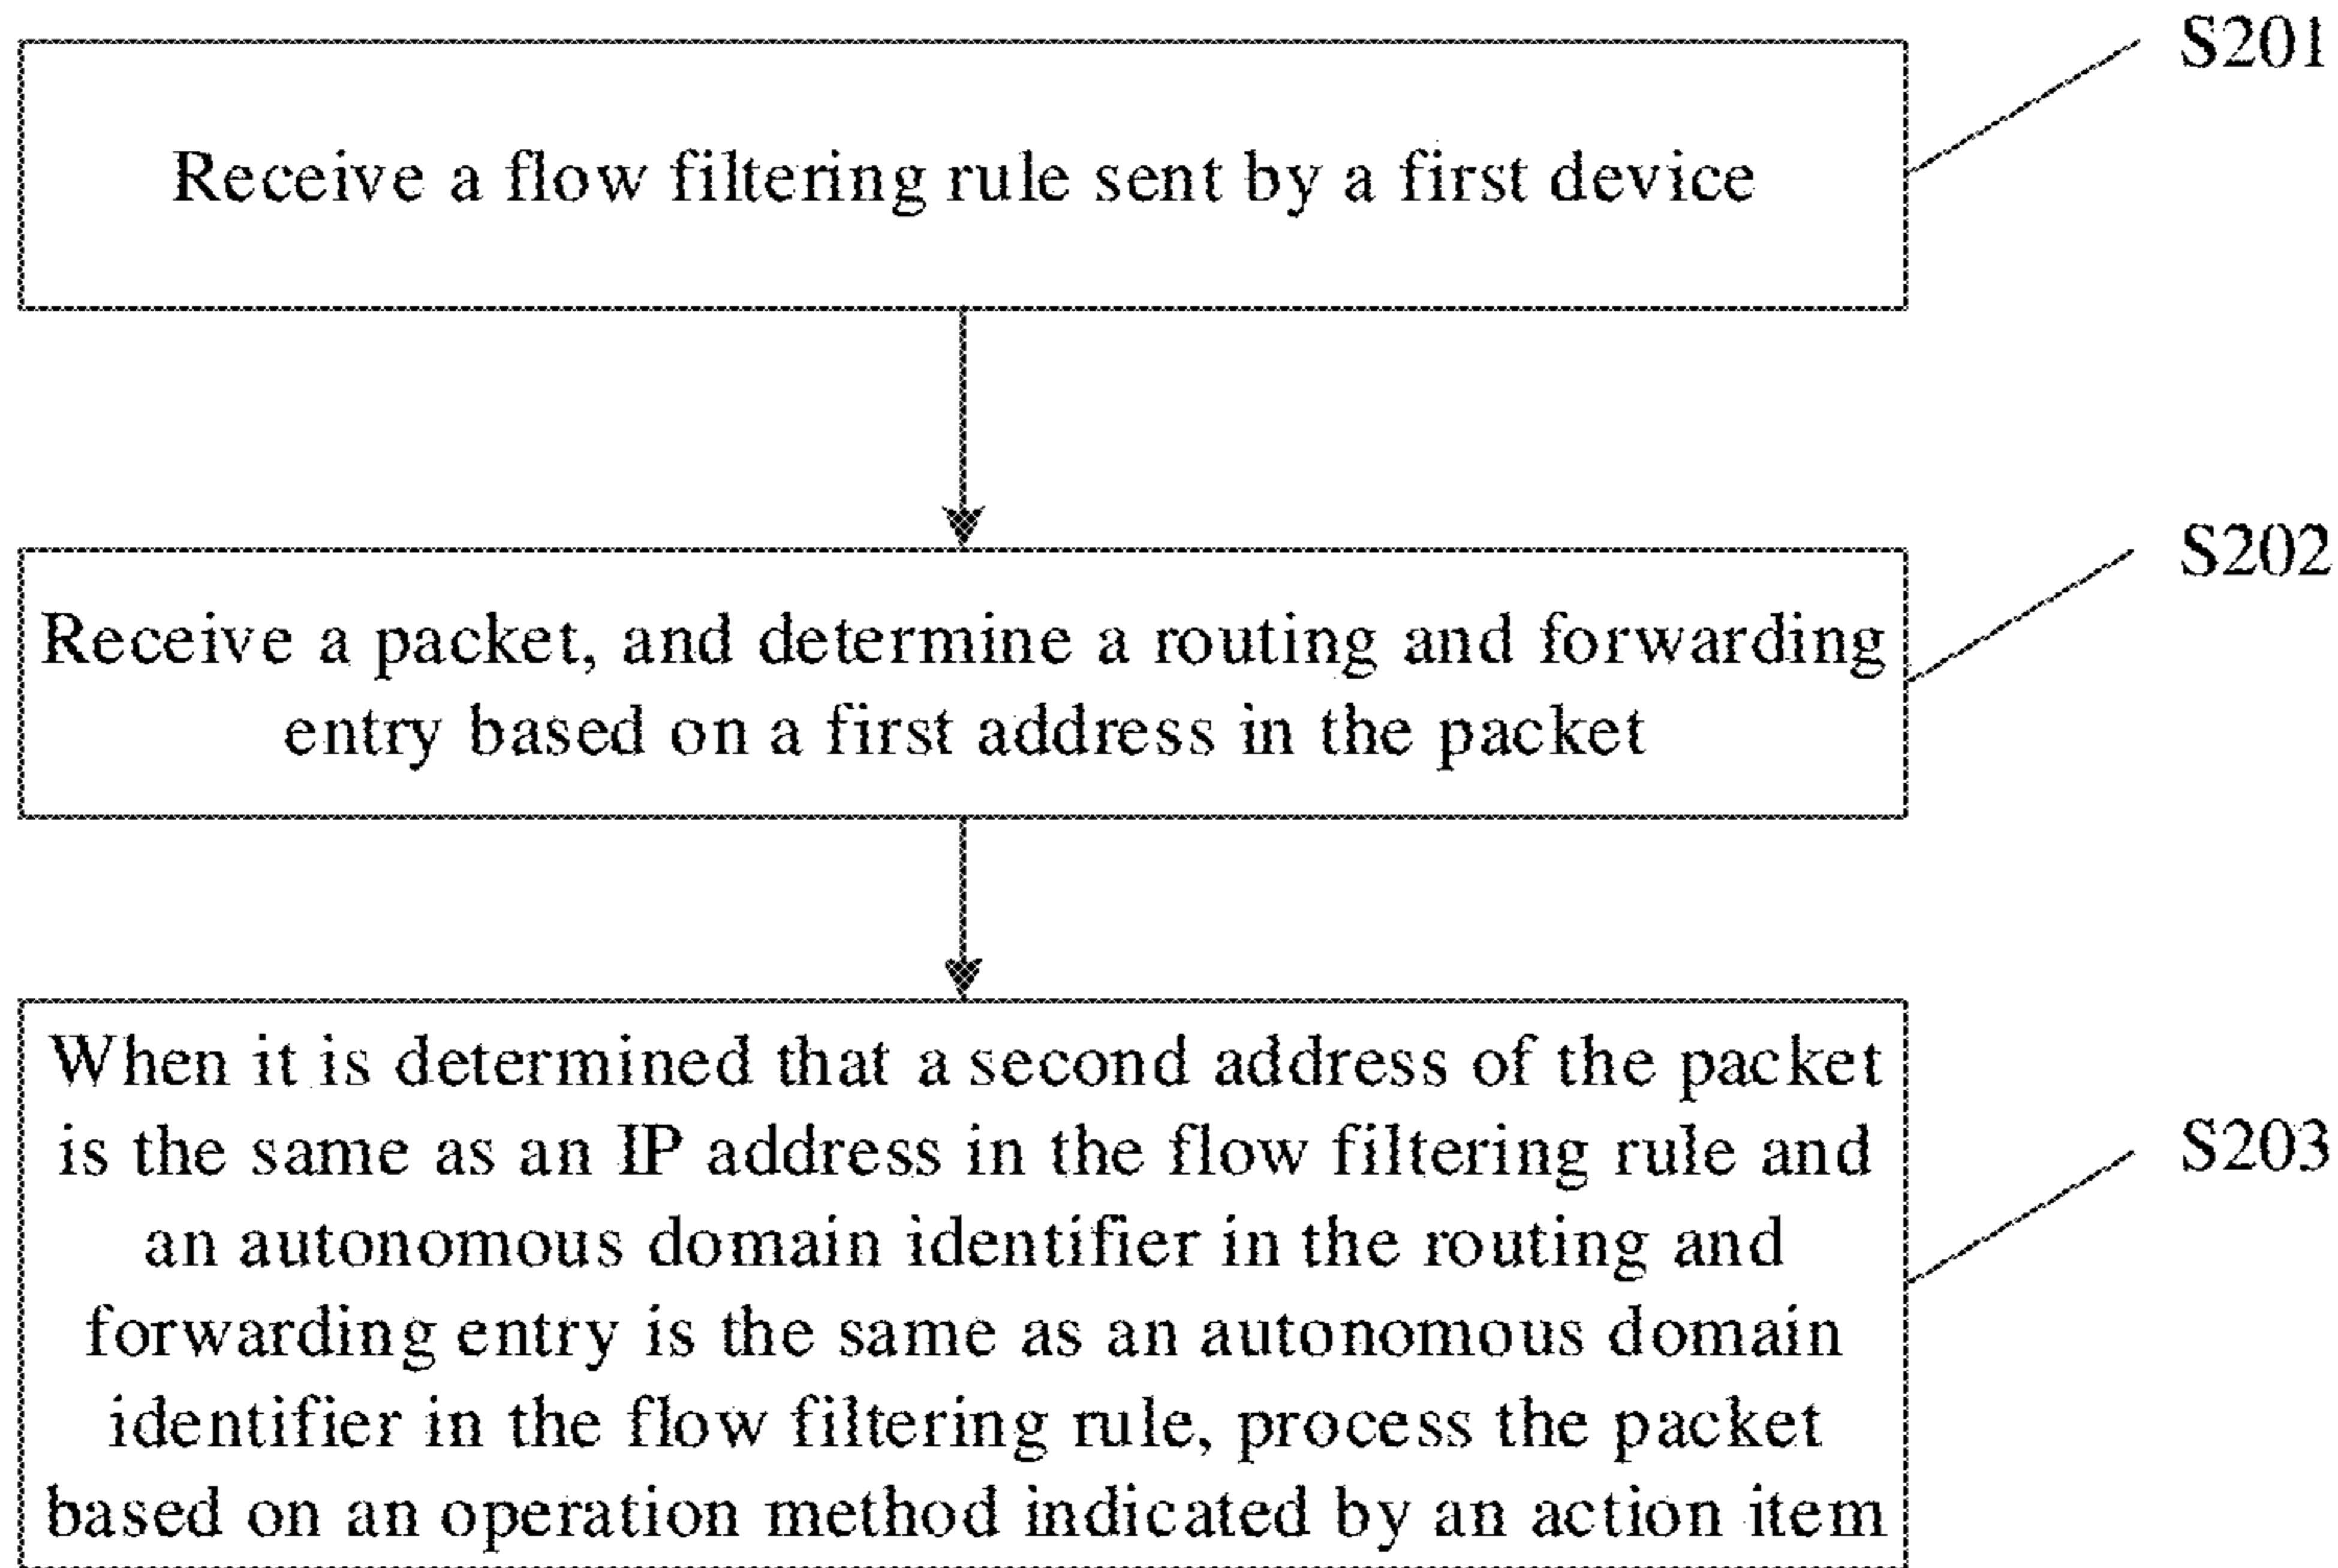 S201
Receive a flow filtering rule sent by a first device
S202
Receive a packet, and determine a routing and forwarding
entry based on a first address in the packet
When it is determined that a second address of the packet
is the same as an IP address in the flow filtering rule and
S203
an autonomous domain identifier in the routing and
forwarding entry is the same as an autonomous domain
identifier in the flow filtering rule, process the packet
based on an operation method indicated by an action item